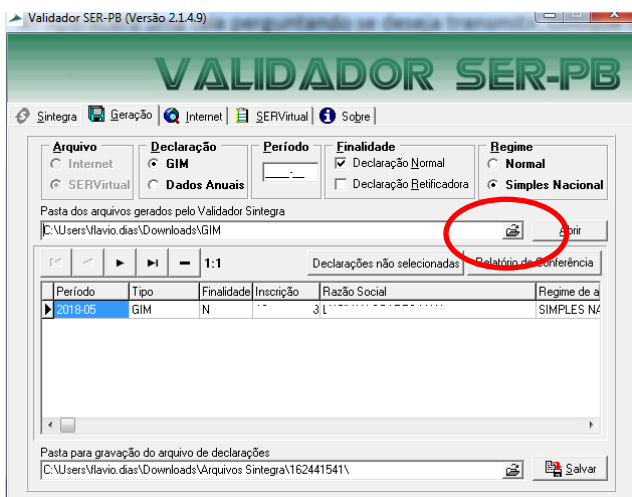 Validador SER-PB (Versão 2.1.4.9)
VALIDADOR SER-PB
Sintegra Geração Internet SERVirtual Sobre
Arquivo Declaração Período Finalidade Regime
Internet GIM Declaração Normal Normal
SERVirtual Dados Anuais Declaração Retificadora Simples Nacional
Pasta dos arquivos gerados pelo Validador Sintegra
C:\Users\flavio.dias\Downloads\GIM Abrir
1:1 Declarações não selecionadas Relatório de Conferência
Período Tipo Finalidade Inscrição Razão Social Regime de a
2018-05 GIM N 3 SIMPLES NA
Pasta para gravação do arquivo de declarações
C:\Users\flavio.dias\Downloads\Arquivos Sintegra\162441541\ Salvar